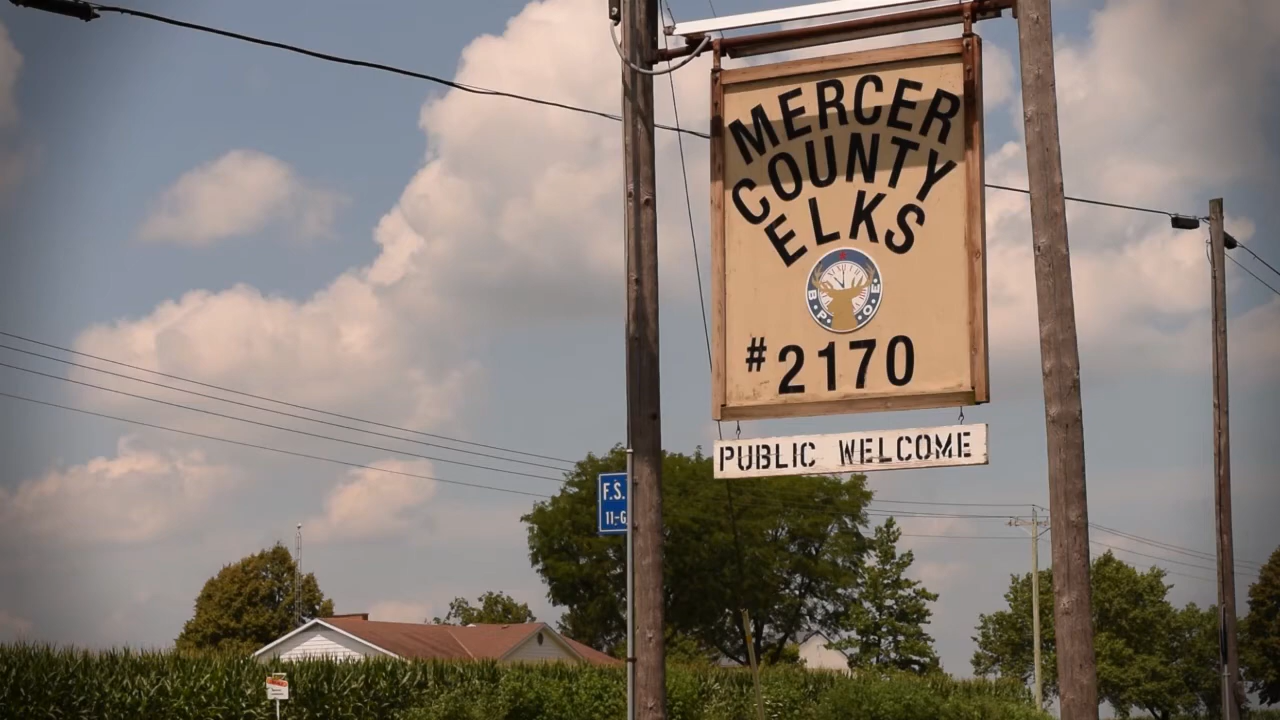 MERCER
COUNTY
ELKS
B.P. O.E.
#2170
PUBLIC WELCOME
F.S.
11-G